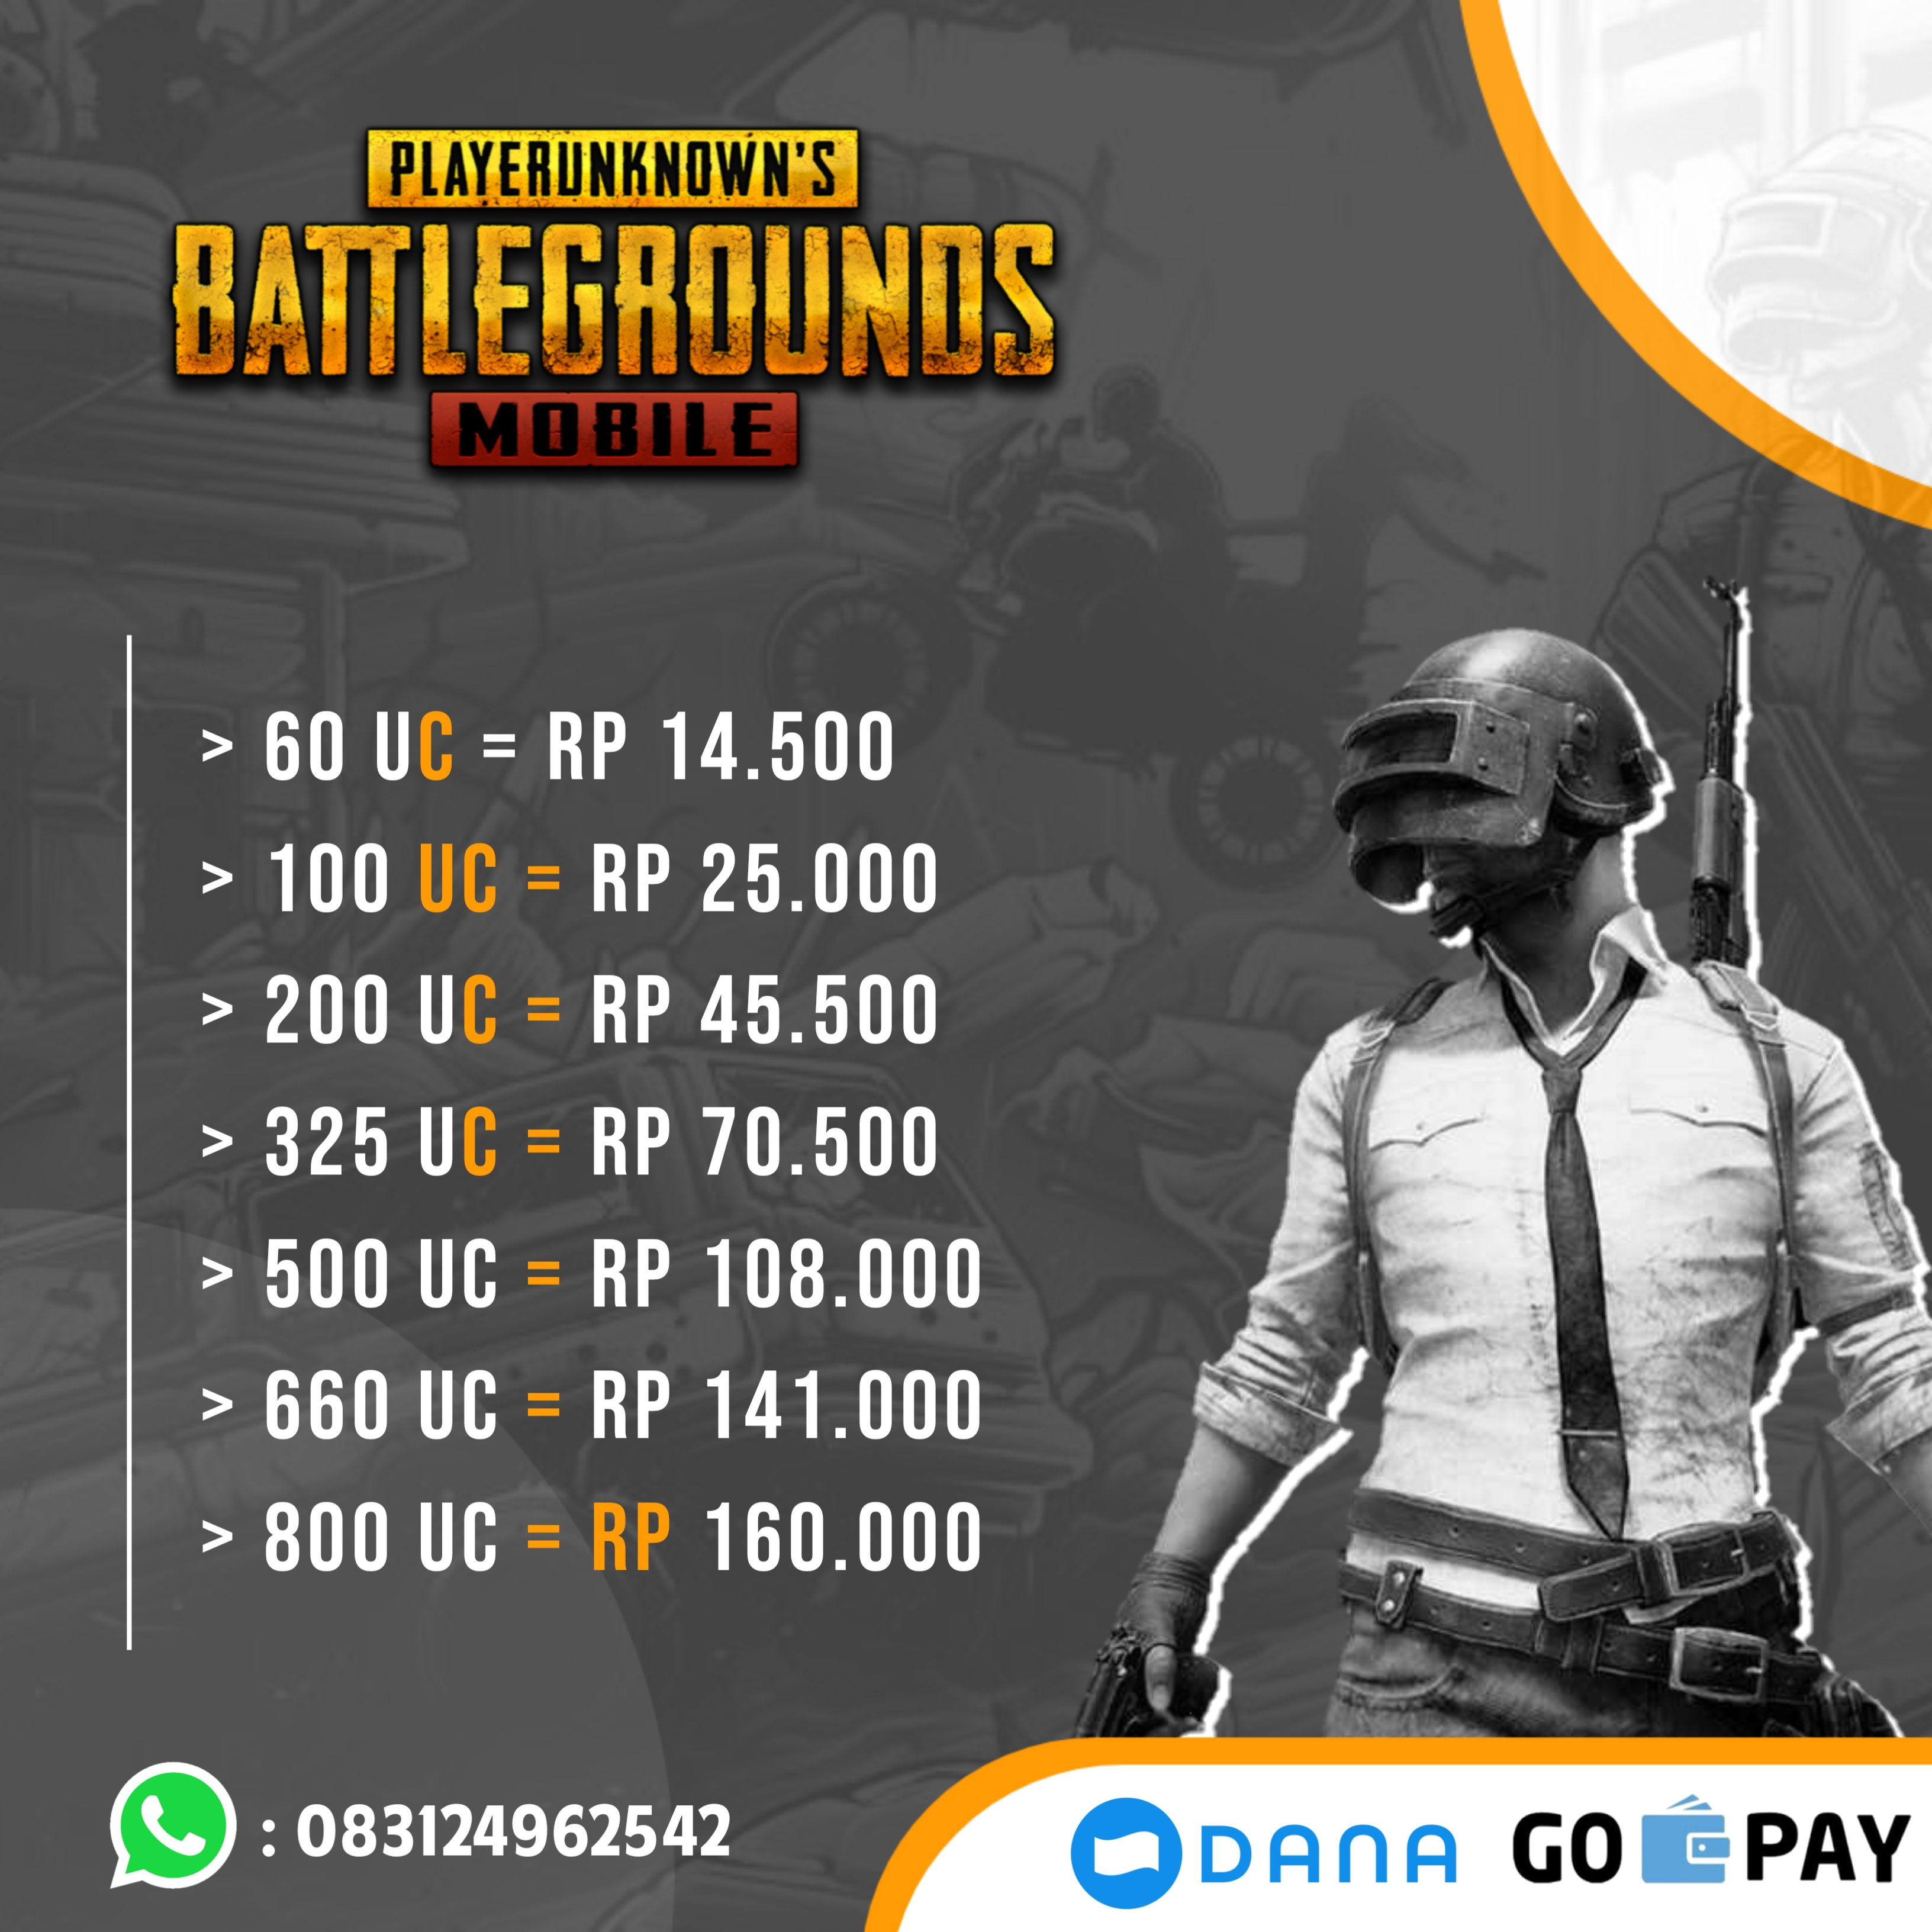 PLAYERUNKNOWN'S
BATTLEGROUNDS
MOBILE
> 60 UC = RP 14.500
> 100 UC = RP 25.000
> 200 UC = RP 45.500
> 325 UC = RP 70.500
> 500 UC = RP 108.000
> 660 UC = RP 141.000
> 800 UC = RP 160.000
: 083124962542
DANA
GO PAY